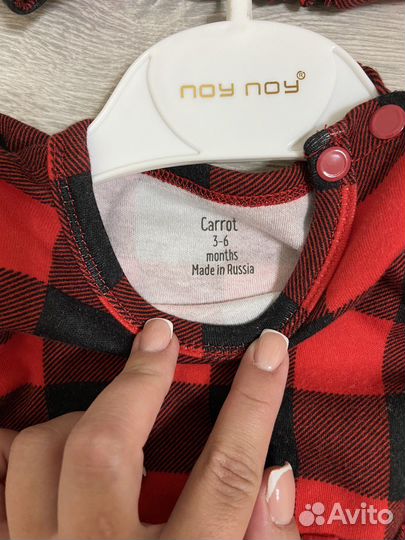 noy noy®
Carrot
3-6
months
Made in Russia
Avito